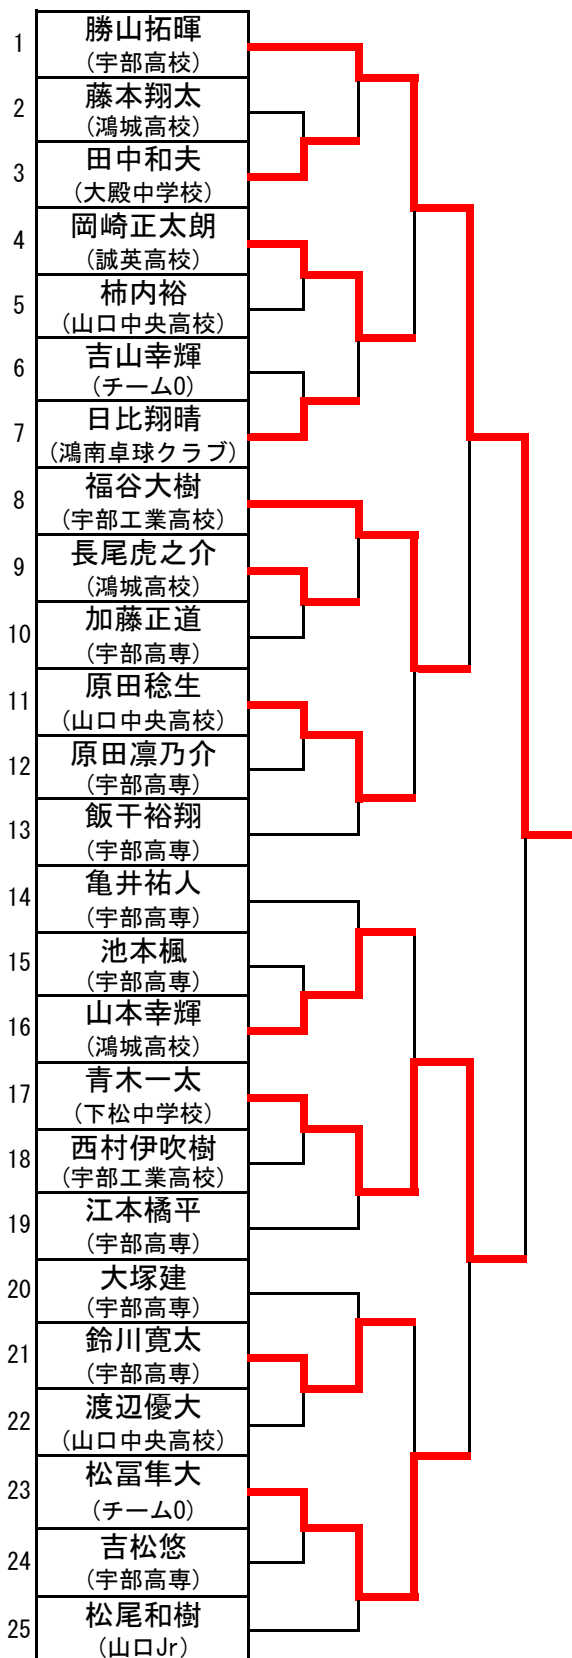 1
勝山拓暉
(宇部高校)
2
藤本翔太
(鴻城高校)
3
田中和夫
(大殿中学校)
4
岡崎正太朗
(誠英高校)
5
柿内裕
(山口中央高校)
6
吉山幸輝
(チーム0)
7
日比翔晴
(鴻南卓球クラブ)
8
福谷大樹
(宇部工業高校)
9
長尾虎之介
(鴻城高校)
10
加藤正道
(宇部高専)
11
原田稔生
(山口中央高校)
12
原田凛乃介
(宇部高専)
13
飯干裕翔
(宇部高専)
14
亀井祐人
(宇部高専)
15
池本楓
(宇部高専)
16
山本幸輝
(鴻城高校)
17
青木一太
(下松中学校)
18
西村伊吹樹
(宇部工業高校)
19
江本橘平
(宇部高専)
20
大塚建
(宇部高専)
21
鈴川寛太
(宇部高専)
22
渡辺優大
(山口中央高校)
23
松冨隼大
(チーム0)
24
吉松悠
(宇部高専)
25
松尾和樹
(山口Jr)